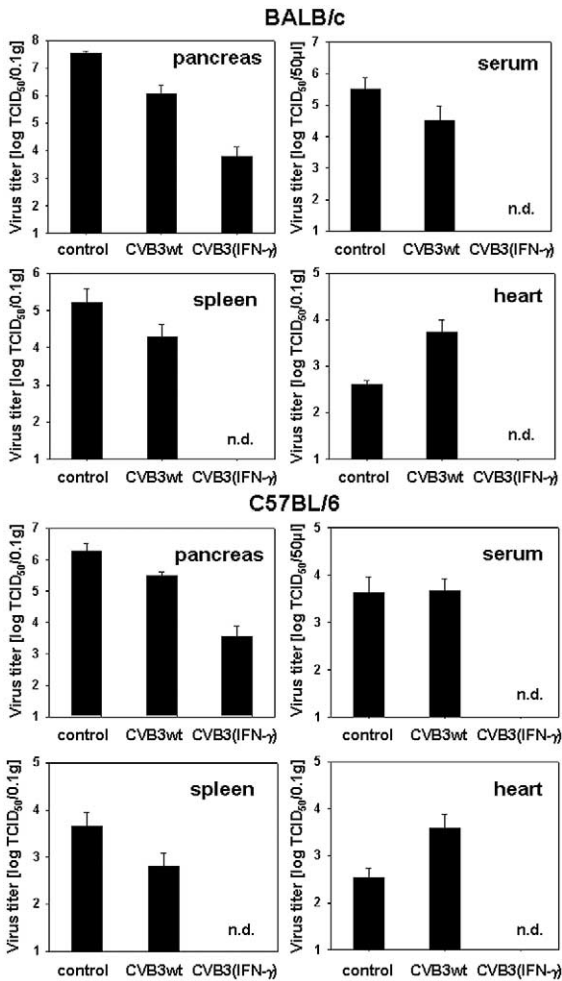 BALB/c
pancreas
Virus titer [log TCID50/0.1g]
8
7
6
5
4
3
2
1
control CVB3wt CVB3(IFN-γ)
serum
Virus titer [log TCID50/50μl]
7
6
5
4
3
2
1
n.d.
control CVB3wt CVB3(IFN-γ)
spleen
Virus titer [log TCID50/0.1g]
6
5
4
3
2
1
n.d.
control CVB3wt CVB3(IFN-γ)
heart
Virus titer [log TCID50/0.1g]
5
4
3
2
1
n.d.
control CVB3wt CVB3(IFN-γ)
C57BL/6
pancreas
Virus titer [log TCID50/0.1g]
7
6
5
4
3
2
1
control CVB3wt CVB3(IFN-γ)
serum
Virus titer [log TCID50/50μl]
5
4
3
2
1
n.d.
control CVB3wt CVB3(IFN-γ)
spleen
Virus titer [log TCID50/0.1g]
5
4
3
2
1
n.d.
control CVB3wt CVB3(IFN-γ)
heart
Virus titer [log TCID50/0.1g]
5
4
3
2
1
n.d.
control CVB3wt CVB3(IFN-γ)